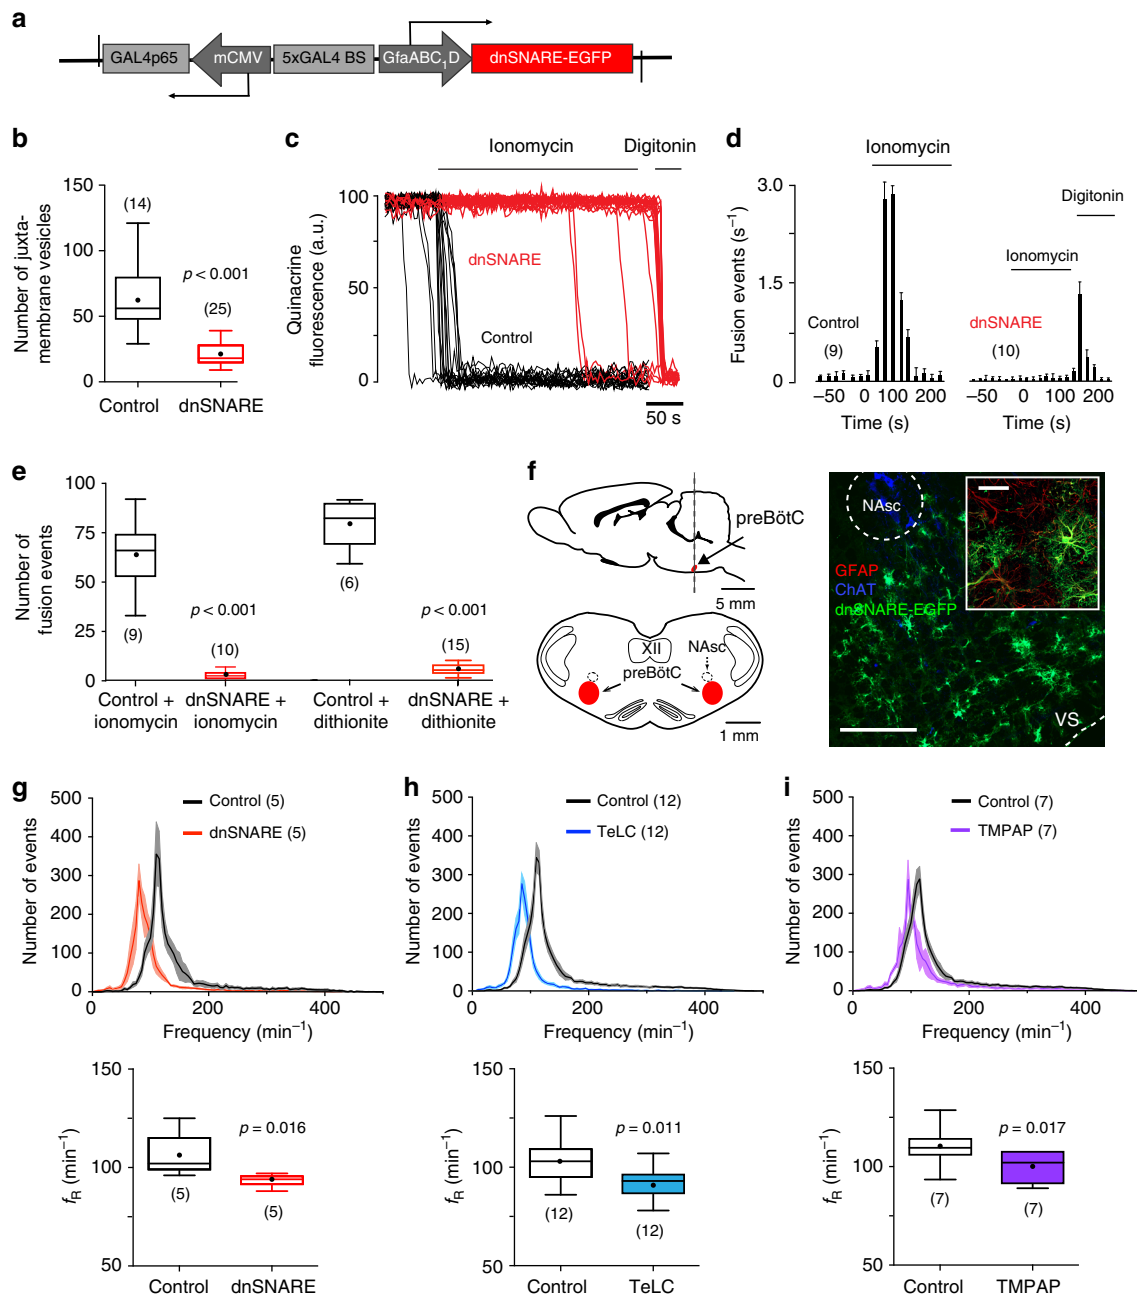 a
GAL4p65
mCMV
5xGAL4 BS
GfaABC1D
dnSNARE-EGFP
b
Number of juxta-
membrane vesicles
150
100
50
0
(14)
p < 0.001
(25)
Control
dnSNARE
c
Ionomycin
Digitonin
Quinacrine
fluorescence (a.u.)
100
50
0
dnSNARE
Control
50 s
d
Ionomycin
Digitonin
Ionomycin
Fusion events (s⁻¹)
3.0
1.5
0
Control
(9)
dnSNARE
(10)
–50 0 100 200
Time (s)
–50 0 100 200
Time (s)
e
Number of
fusion events
100
75
50
25
0
(9)
p < 0.001
(10)
(6)
p < 0.001
(15)
Control +
ionomycin
dnSNARE +
ionomycin
Control +
dithionite
dnSNARE +
dithionite
f
preBötC
5 mm
XII
NAsc
preBötC
1 mm
NAsc
GFAP
ChAT
dnSNARE-EGFP
VS
g
Number of events
500
400
300
200
100
0
Control (5)
dnSNARE (5)
0 200 400
Frequency (min⁻¹)
fR (min⁻¹)
150
100
50
p = 0.016
(5)
(5)
Control
dnSNARE
h
Number of events
500
400
300
200
100
0
Control (12)
TeLC (12)
0 200 400
Frequency (min⁻¹)
fR (min⁻¹)
150
100
50
p = 0.011
(12)
(12)
Control
TeLC
i
Number of events
500
400
300
200
100
0
Control (7)
TMPAP (7)
0 200 400
Frequency (min⁻¹)
fR (min⁻¹)
150
100
50
p = 0.017
(7)
(7)
Control
TMPAP